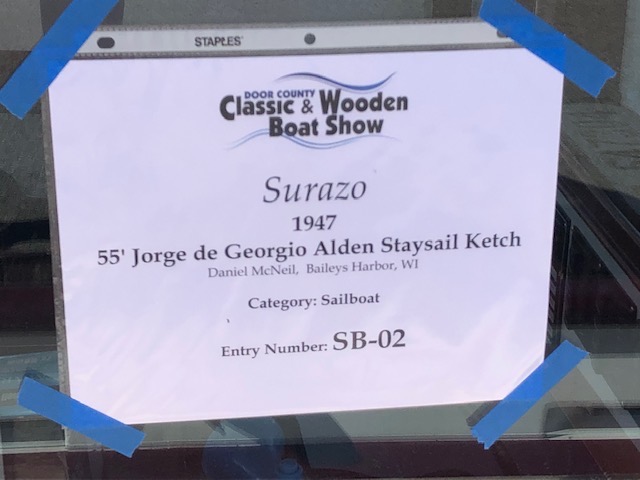 STAPLES
DOOR COUNTY
Classic & Wooden
Boat Show
Surazo
1947
55' Jorge de Georgio Alden Staysail Ketch
Daniel McNeil, Baileys Harbor, WI
Category: Sailboat
Entry Number: SB-02